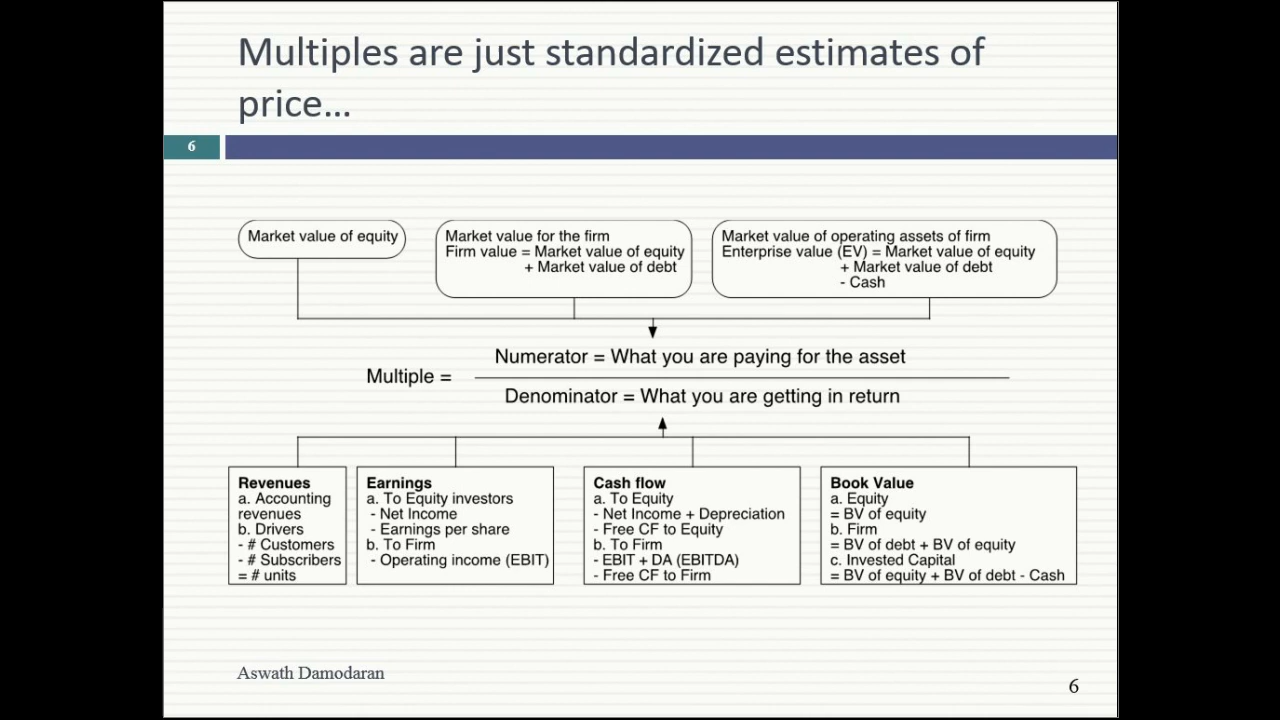 Multiples are just standardized estimates of
price…
6
Market value of equity
Market value for the firm
Firm value = Market value of equity
+ Market value of debt
Market value of operating assets of firm
Enterprise value (EV) = Market value of equity
+ Market value of debt
- Cash
Multiple =
Numerator = What you are paying for the asset
Denominator = What you are getting in return
Revenues
a. Accounting
revenues
b. Drivers
- # Customers
- # Subscribers
= # units
Earnings
a. To Equity investors
- Net Income
- Earnings per share
b. To Firm
- Operating income (EBIT)
Cash flow
a. To Equity
- Net Income + Depreciation
- Free CF to Equity
b. To Firm
- EBIT + DA (EBITDA)
- Free CF to Firm
Book Value
a. Equity
= BV of equity
b. Firm
= BV of debt + BV of equity
c. Invested Capital
= BV of equity + BV of debt - Cash
Aswath Damodaran
6